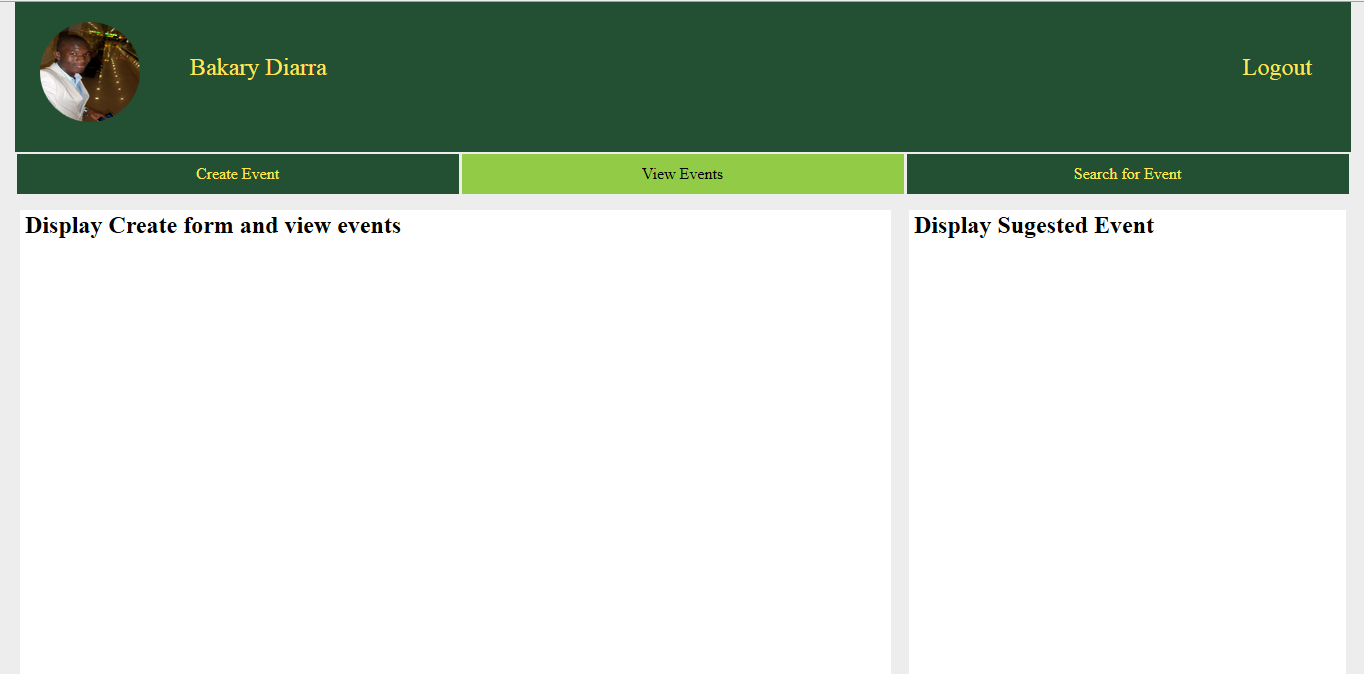 Bakary Diarra
Logout
Create Event
View Events
Search for Event
Display Create form and view events
Display Sugested Event